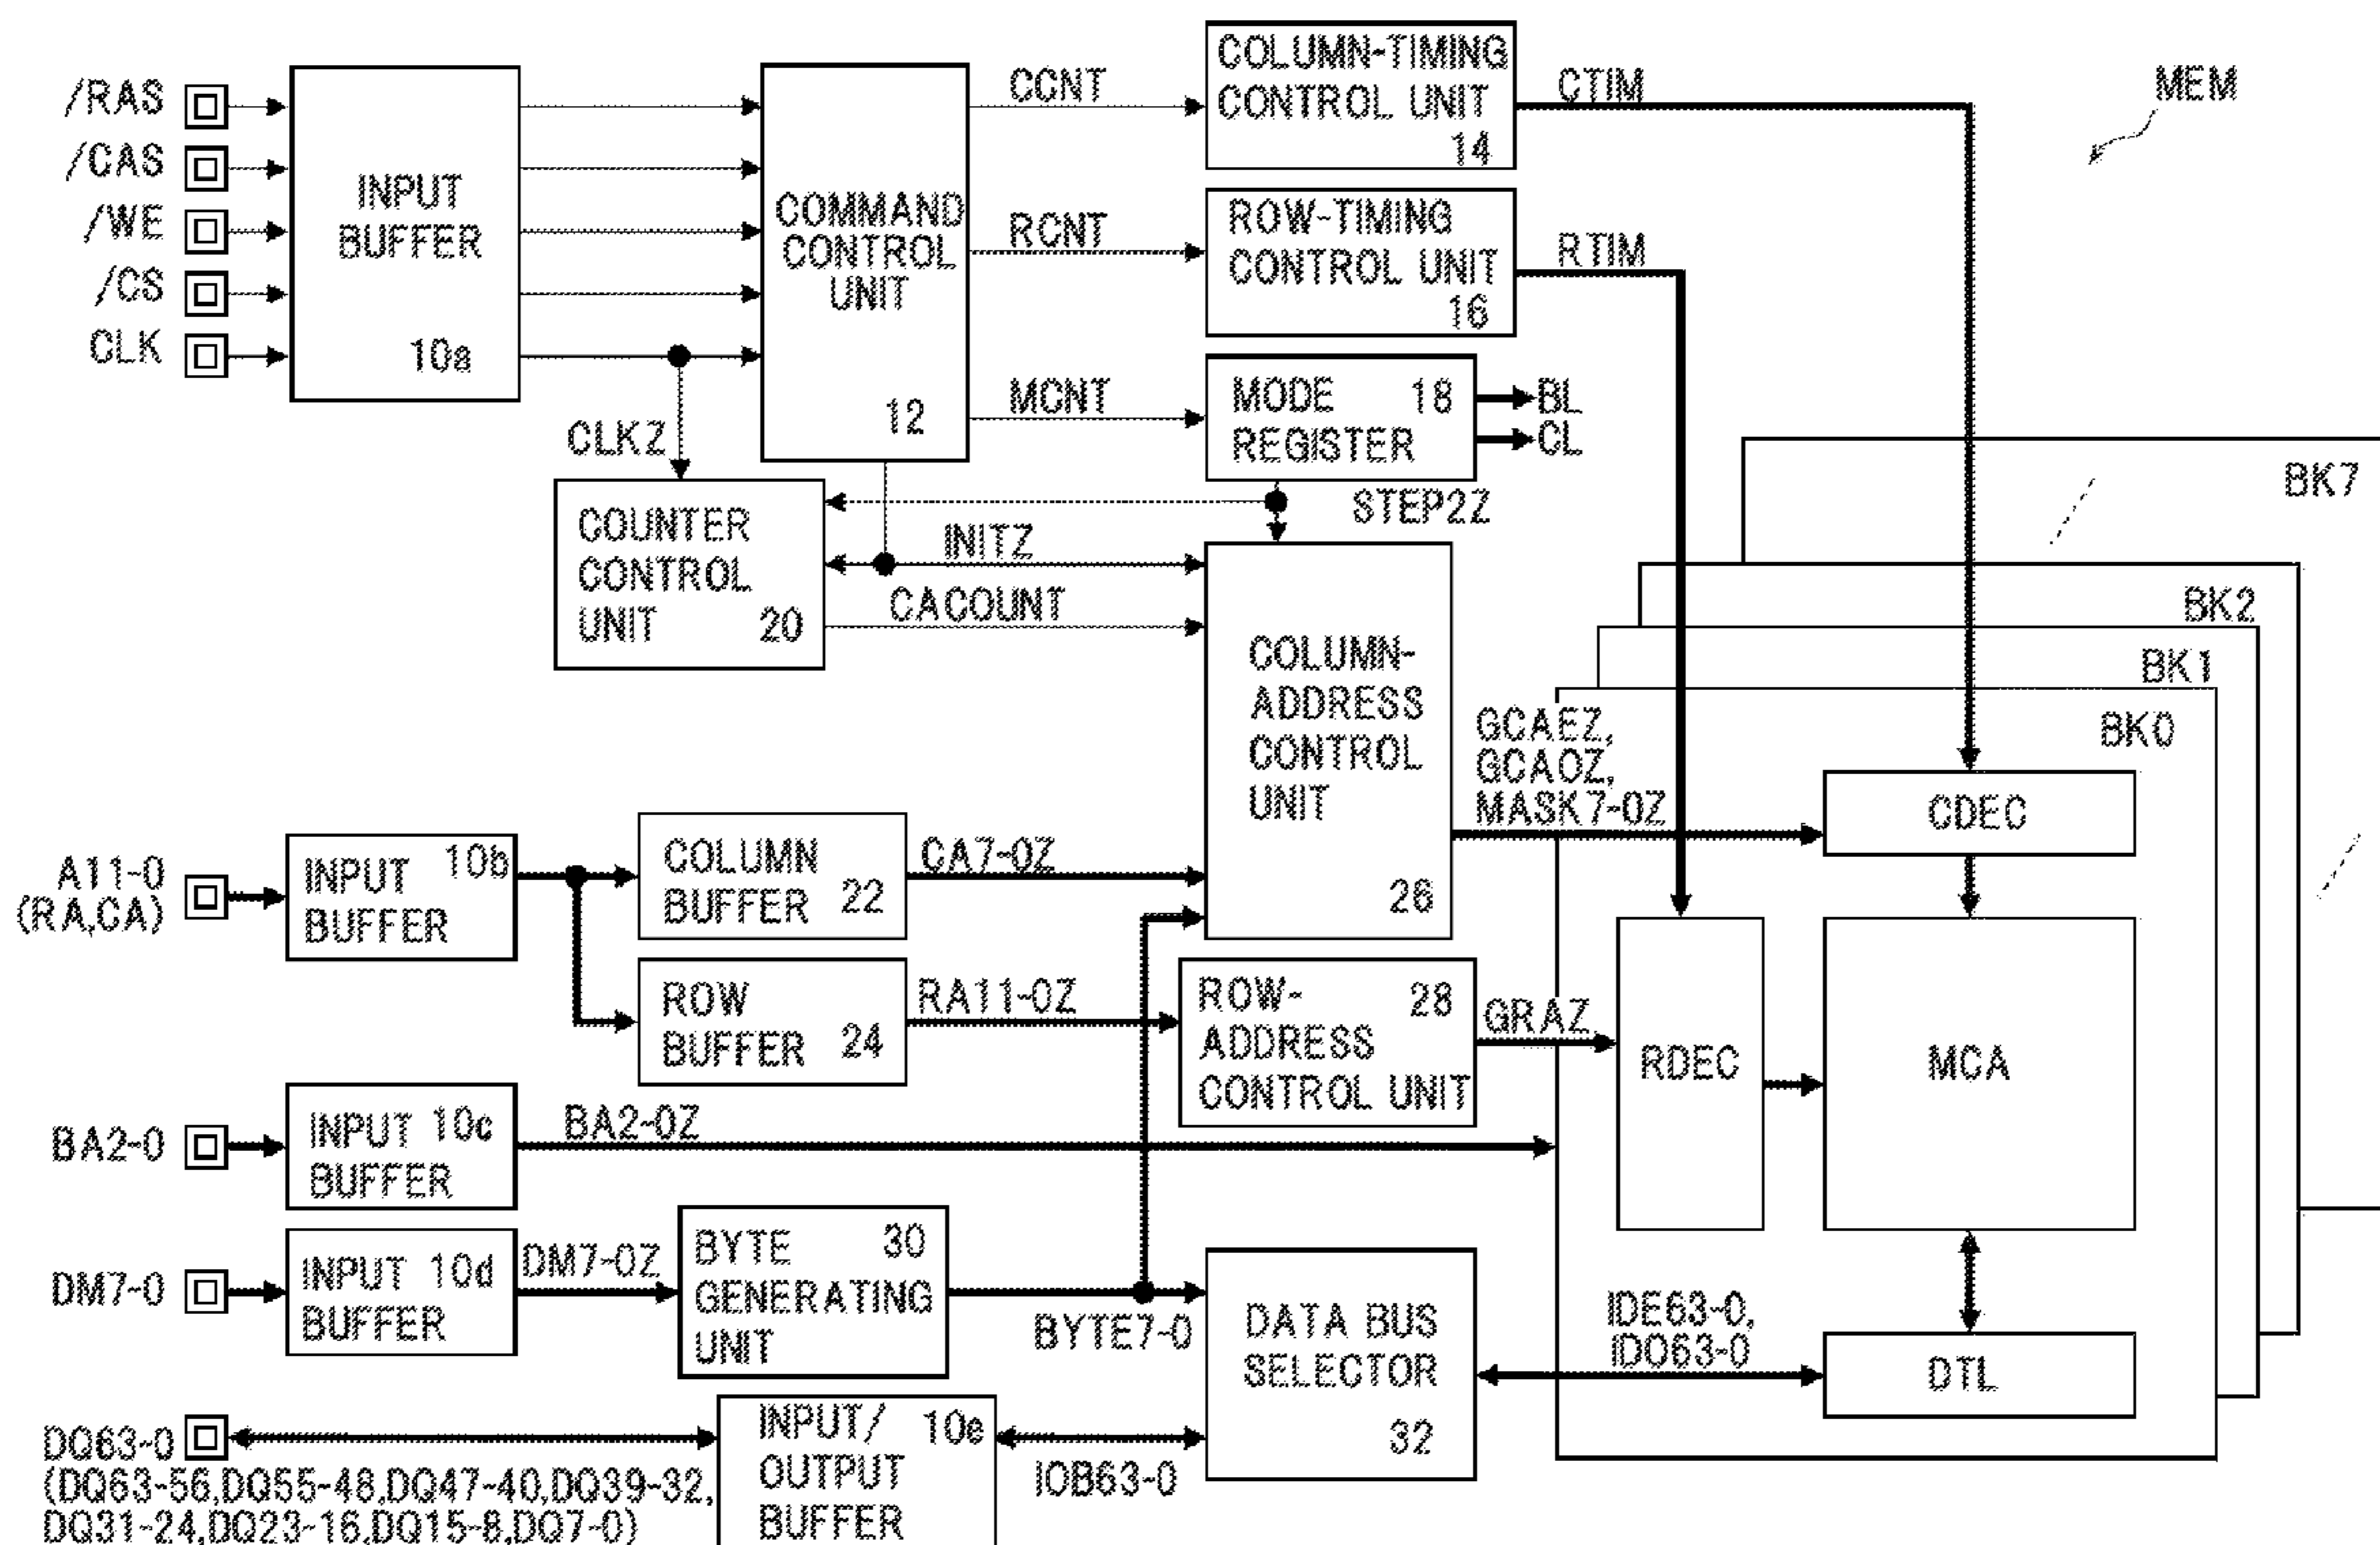 /RAS
/CAS
/WE
/CS
CLK
INPUT
BUFFER
10a
COMMAND
CONTROL
UNIT
12
CCNT
RCNT
MCNT
COLUMN-TIMING
CONTROL UNIT
14
CTIM
MEM
ROW-TIMING
CONTROL UNIT
16
RTIM
MODE 18
REGISTER
BL
CL
CLKZ
STEP2Z
COUNTER
CONTROL
UNIT 20
INITZ
CACOUNT
COLUMN-
ADDRESS
CONTROL
UNIT
26
BK7
BK2
BK1
BK0
GCAEZ,
GCAOZ,
MASK7-0Z
CDEC
A11-0
(RA,CA)
INPUT 10b
BUFFER
COLUMN
BUFFER 22
CA7-0Z
ROW
BUFFER 24
RA11-0Z
ROW- 28
ADDRESS
CONTROL UNIT
GRAZ
RDEC
MCA
BA2-0
INPUT 10c
BUFFER
BA2-0Z
DM7-0
INPUT 10d
BUFFER
DM7-0Z
BYTE 30
GENERATING
UNIT
BYTE7-0
DATA BUS
SELECTOR
32
IDE63-0,
IDO63-0
DTL
DQ63-0
(DQ63-56,DQ55-48,DQ47-40,DQ39-32,
DQ31-24,DQ23-16,DQ15-8,DQ7-0)
INPUT/ 10e
OUTPUT
BUFFER
IOB63-0